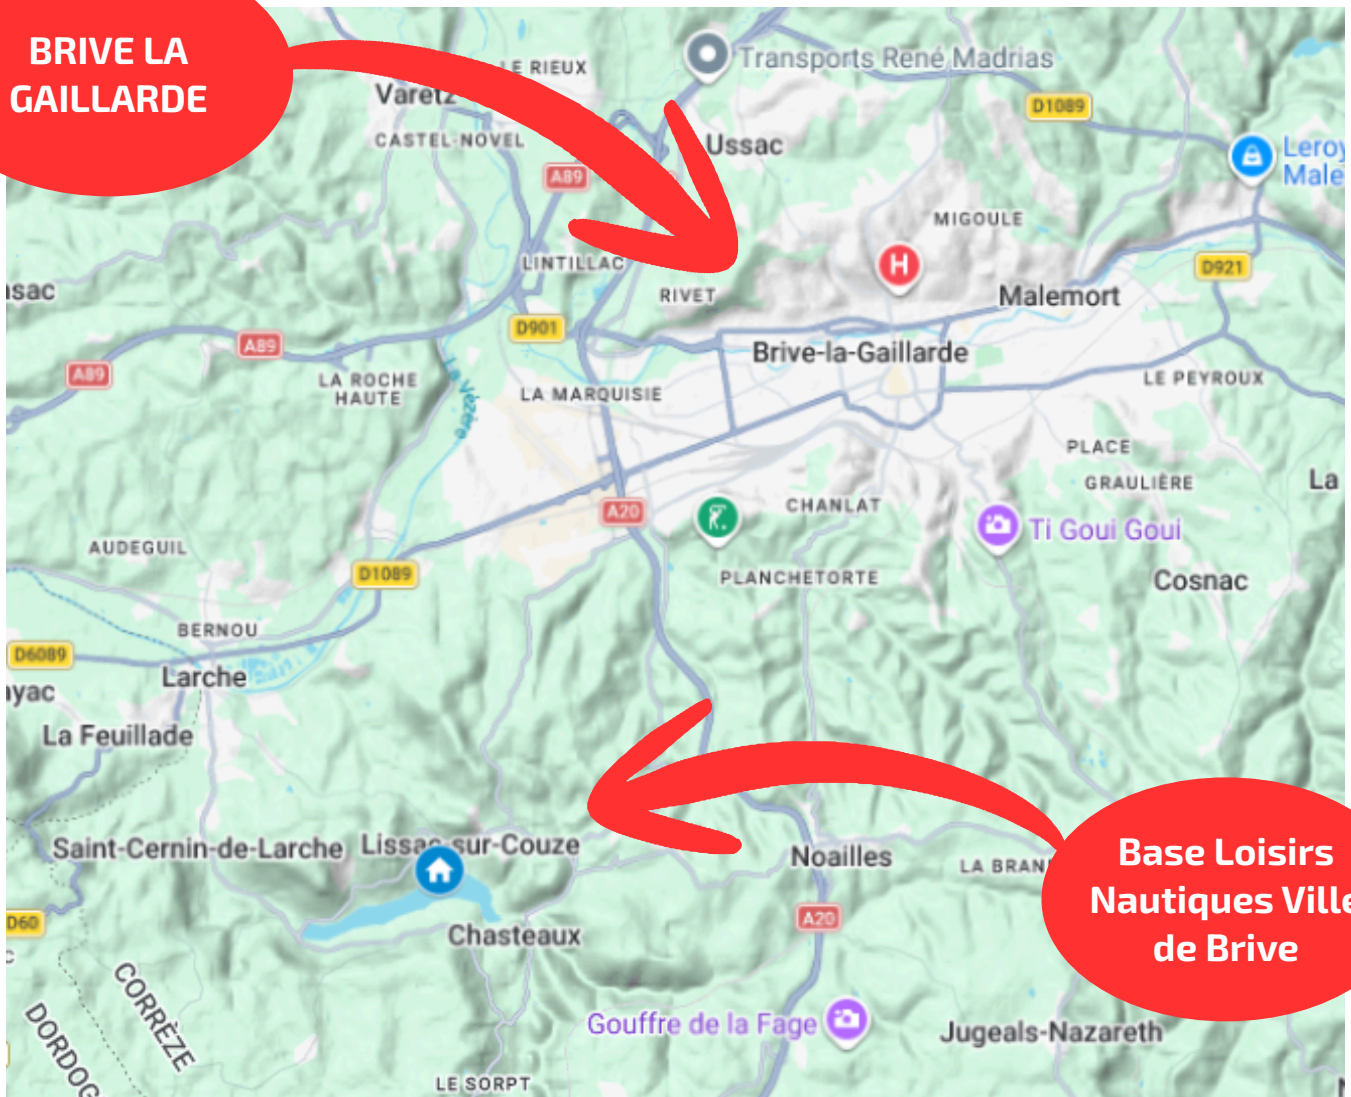 BRIVE LA
GAILLARDE
LE RIEUX
Transports René Madrias
Varetz
D1089
CASTEL-NOVEL
Ussac
Leroy
Male
A89
MIGOULE
LINTILLAC
H
D921
RIVET
Malemort
D901
A89
Brive-la-Gaillarde
A89
LA ROCHE
HAUTE
La Vézère
LA MARQUISIE
LE PEYROUX
PLACE
GRAULIÈRE
La
A20
CHANLAT
Ti Goui Goui
AUDEGUIL
D1089
PLANCHETORTE
Cosnac
BERNOU
D6089
Larche
ayac
La Feuillade
Saint-Cernin-de-Larche
Lissac-sur-Couze
Noailles
LA BRAN
Base Loisirs
Nautiques Ville
de Brive
D60
A20
Chasteaux
CORRÈZE
DORDOG
Gouffre de la Fage
Jugeals-Nazareth
LE SORPT